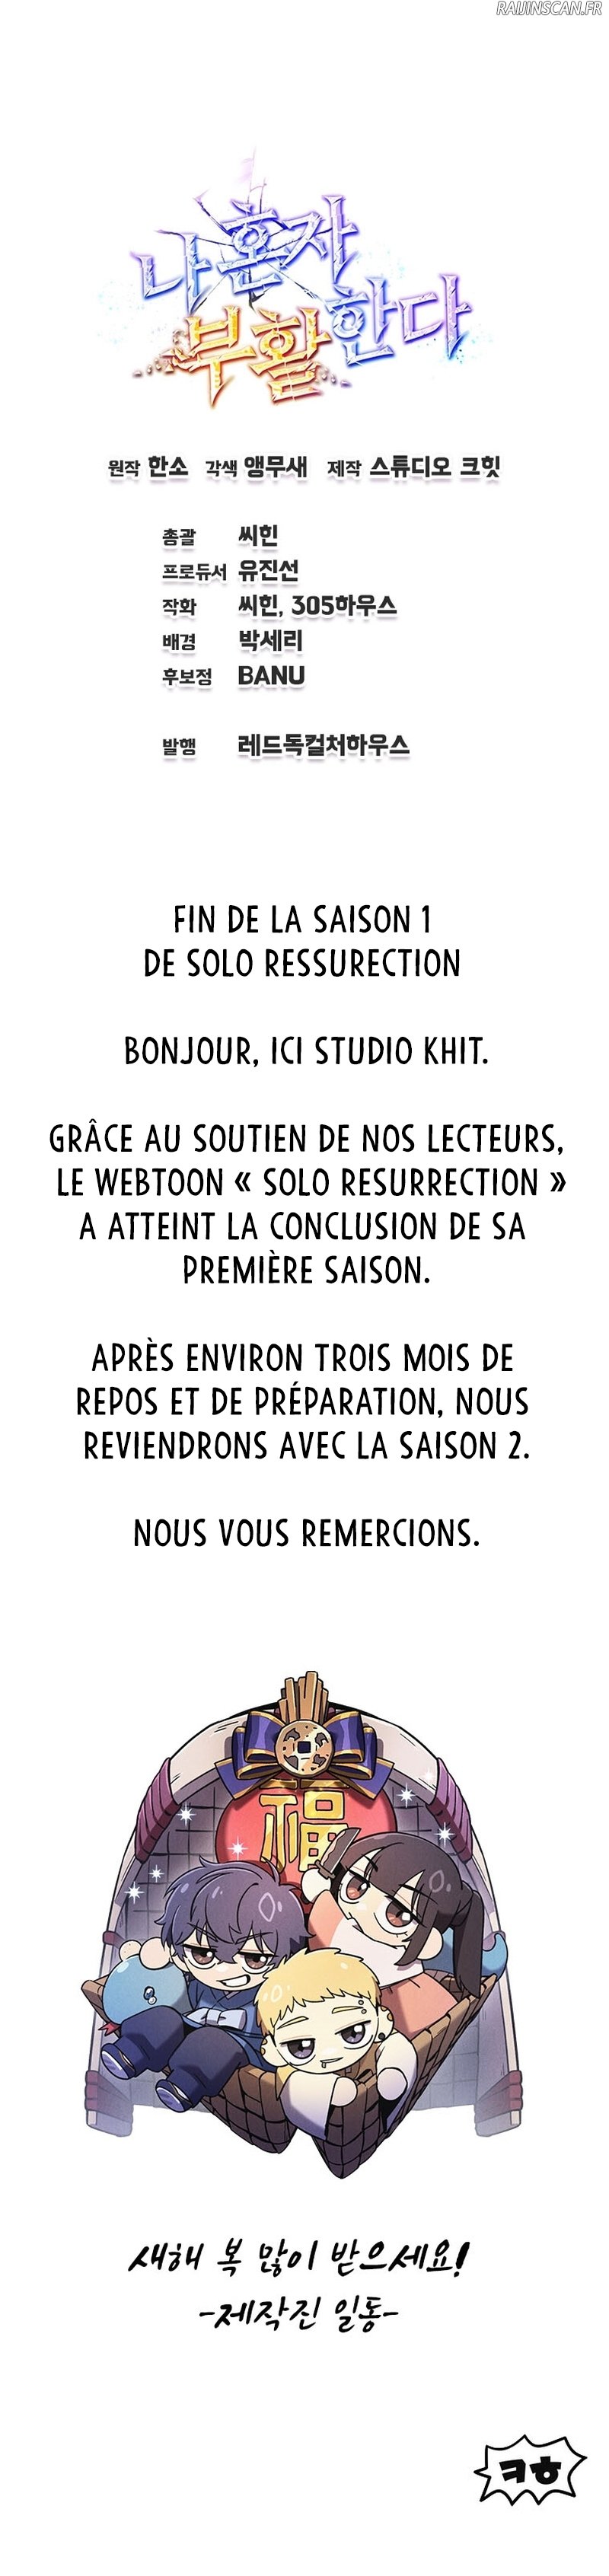 RAIJINSCAN.FR
나 혼자
부활한다
원작 한소 각색 앵무새 제작 스튜디오 크힛
총괄 씨힌
프로듀서 유진선
작화 씨힌, 305하우스
배경 박세리
후보정 BANU
발행 레드독컬처하우스
FIN DE LA SAISON 1
DE SOLO RESSURECTION
BONJOUR, ICI STUDIO KHIT.
GRÂCE AU SOUTIEN DE NOS LECTEURS,
LE WEBTOON « SOLO RESURRECTION »
A ATTEINT LA CONCLUSION DE SA
PREMIÈRE SAISON.
APRÈS ENVIRON TROIS MOIS DE
REPOS ET DE PRÉPARATION, NOUS
REVIENDRONS AVEC LA SAISON 2.
NOUS VOUS REMERCIONS.
福
새해 복 많이 받으세요!
-제작진 일동-
ㅋㅎ